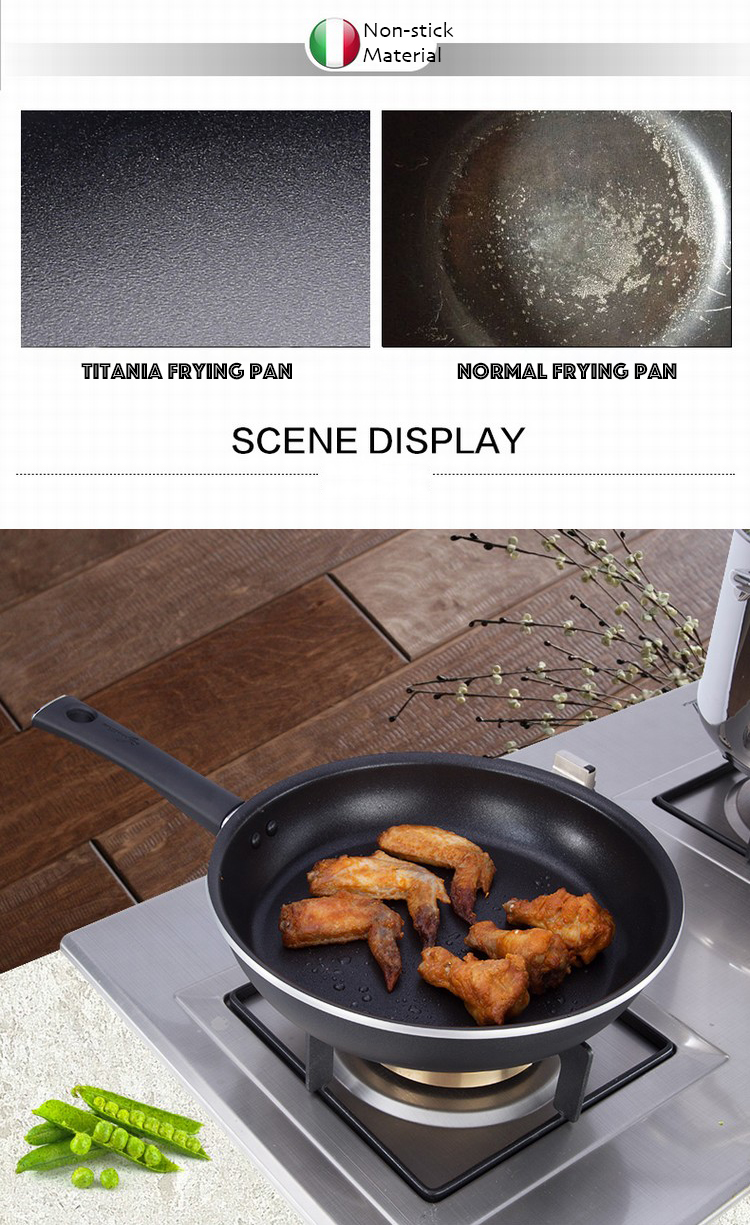 Non-stick
Material
TITANIA FRYING PAN
NORMAL FRYING PAN
SCENE DISPLAY